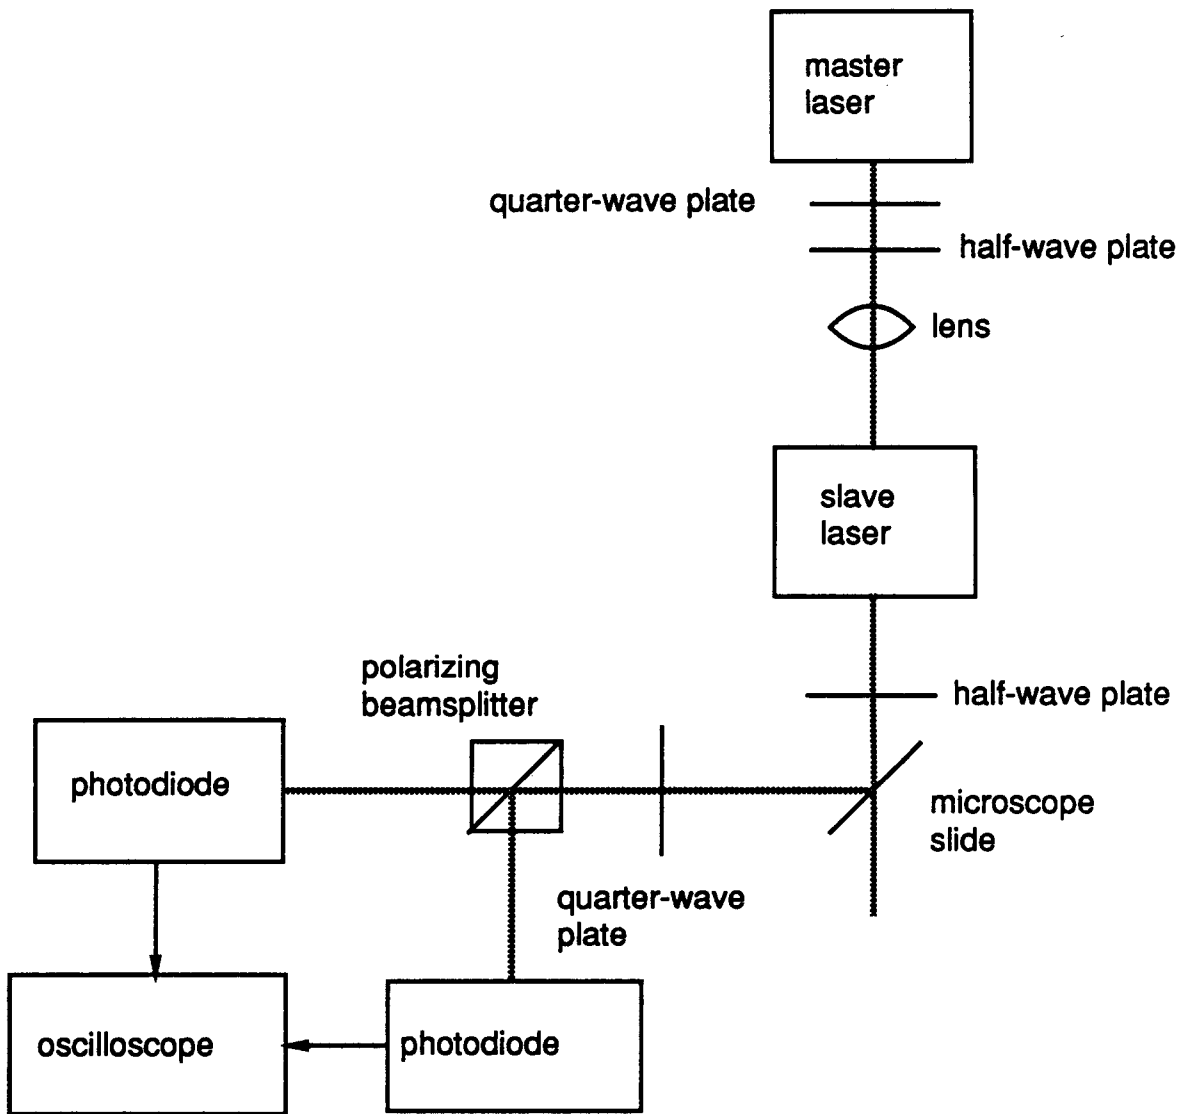 master
laser
quarter-wave plate
half-wave plate
lens
slave
laser
polarizing
beamsplitter
half-wave plate
photodiode
microscope
slide
quarter-wave
plate
oscilloscope
photodiode